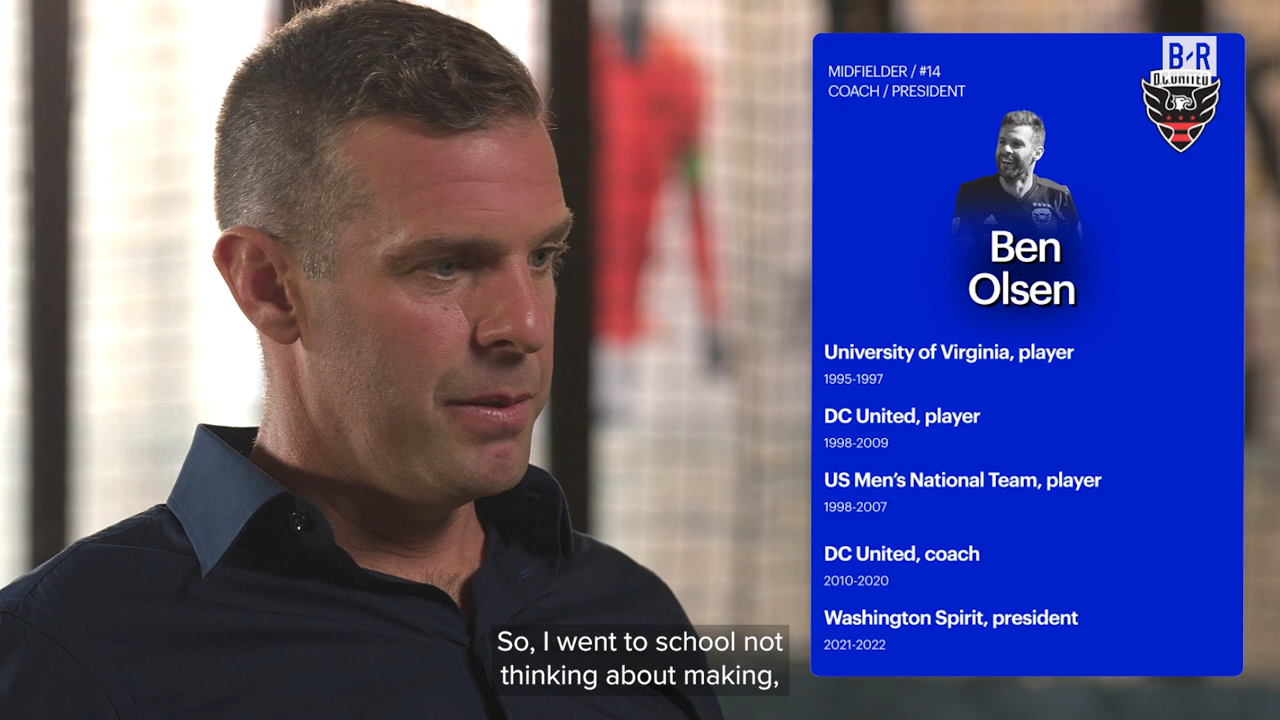 B-R
D.C. UNITED
MIDFIELDER / #14
COACH / PRESIDENT
Ben
Olsen
University of Virginia, player
1995-1997
DC United, player
1998-2009
US Men’s National Team, player
1998-2007
DC United, coach
2010-2020
Washington Spirit, president
2021-2022
So, I went to school not
thinking about making,